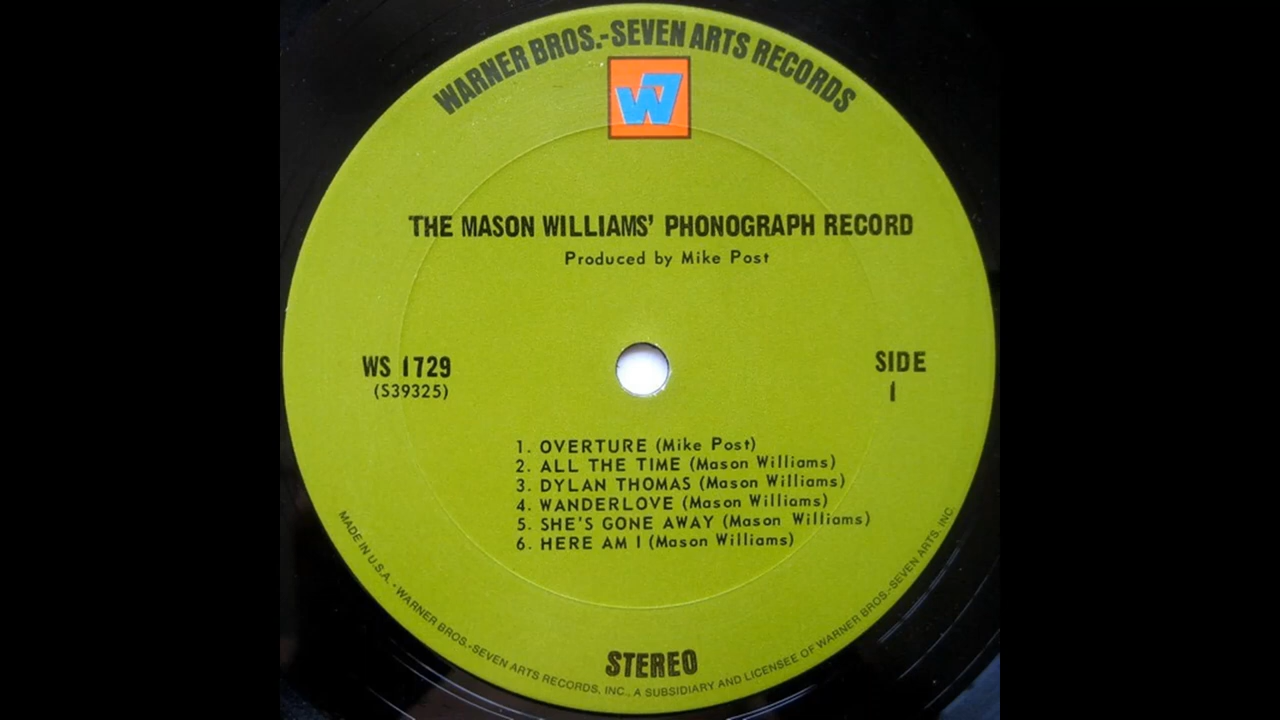 WARNER BROS.-SEVEN ARTS RECORDS
W7
THE MASON WILLIAMS' PHONOGRAPH RECORD
Produced by Mike Post
WS 1729
(S39325)
SIDE
1
1. OVERTURE (Mike Post)
2. ALL THE TIME (Mason Williams)
3. DYLAN THOMAS (Mason Williams)
4. WANDERLOVE (Mason Williams)
5. SHE'S GONE AWAY (Mason Williams)
6. HERE AM I (Mason Williams)
STEREO
MADE IN U.S.A. • WARNER BROS.-SEVEN ARTS RECORDS, INC., A SUBSIDIARY AND LICENSEE OF WARNER BROS.-SEVEN ARTS, INC.